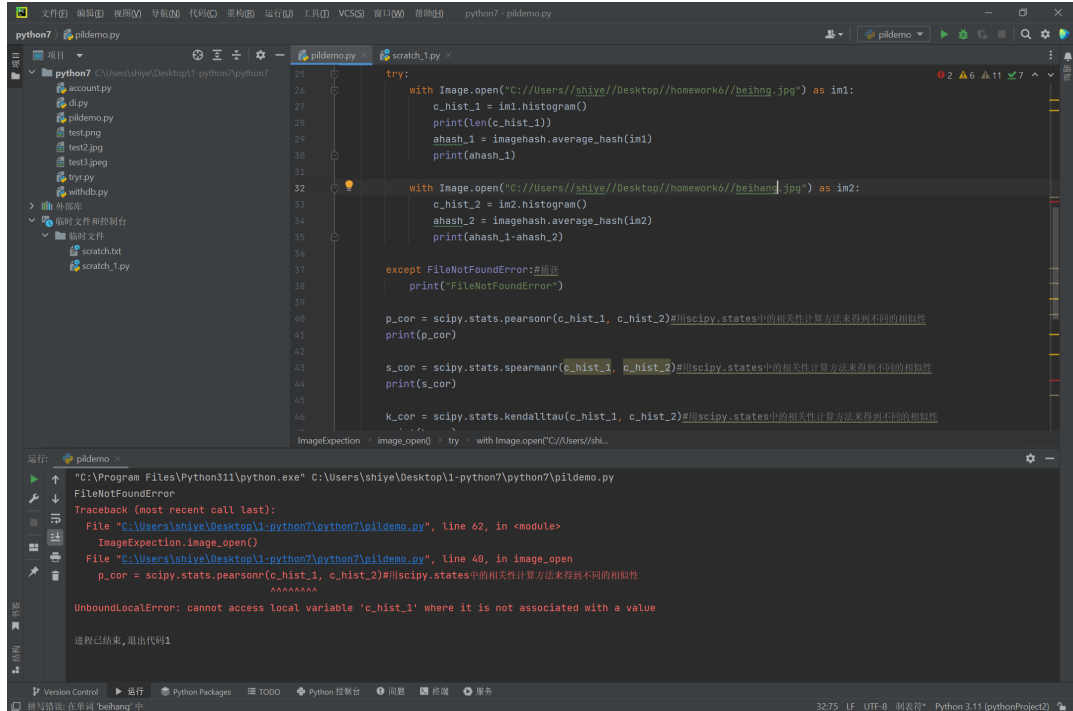 文件(F) 编辑(E) 视图(V) 导航(N) 代码(C) 重构(R) 运行(U) 工具(T) VCS(S) 窗口(W) 帮助(H) python7 - pildemo.py
python7 pildemo.py pildemo
项目 pildemo.py scratch_1.py
项目
python7 C:\Users\shiye\Desktop\1-python7\python7
account.py
di.py
pildemo.py
test.png
test2.jpg
test3.jpeg
tryr.py
withdb.py
外部库
临时文件和控制台
临时文件
scratch.txt
scratch_1.py
2 6 11 7
25 try:
26 with Image.open("C://Users//shiye//Desktop//homework6//beihng.jpg") as im1:
27 c_hist_1 = im1.histogram()
28 print(len(c_hist_1))
29 ahash_1 = imagehash.average_hash(im1)
30 print(ahash_1)
31
32 with Image.open("C://Users//shiye//Desktop//homework6//beihang.jpg") as im2:
33 c_hist_2 = im2.histogram()
34 ahash_2 = imagehash.average_hash(im2)
35 print(ahash_1-ahash_2)
36
37 except FileNotFoundError:#捕获
38 print("FileNotFoundError")
39
40 p_cor = scipy.stats.pearsonr(c_hist_1, c_hist_2)#用scipy.states中的相关性计算方法来得到不同的相似性
41 print(p_cor)
42
43 s_cor = scipy.stats.spearmanr(c_hist_1, c_hist_2)#用scipy.states中的相关性计算方法来得到不同的相似性
44 print(s_cor)
45
46 k_cor = scipy.stats.kendalltau(c_hist_1, c_hist_2)#用scipy.states中的相关性计算方法来得到不同的相似性
ImageExpection image_open() try with Image.open("C://Users//shi...
运行: pildemo
"C:\Program Files\Python311\python.exe" C:\Users\shiye\Desktop\1-python7\python7\pildemo.py
FileNotFoundError
Traceback (most recent call last):
File "C:\Users\shiye\Desktop\1-python7\python7\pildemo.py", line 62, in <module>
ImageExpection.image_open()
File "C:\Users\shiye\Desktop\1-python7\python7\pildemo.py", line 40, in image_open
p_cor = scipy.stats.pearsonr(c_hist_1, c_hist_2)#用scipy.states中的相关性计算方法来得到不同的相似性
^^^^^^^^
UnboundLocalError: cannot access local variable 'c_hist_1' where it is not associated with a value
进程已结束,退出代码1
书签
结构
Version Control 运行 Python Packages TODO Python 控制台 问题 终端 服务
拼写错误: 在单词 'beihang' 中 32:75 LF UTF-8 制表符* Python 3.11 (pythonProject2)